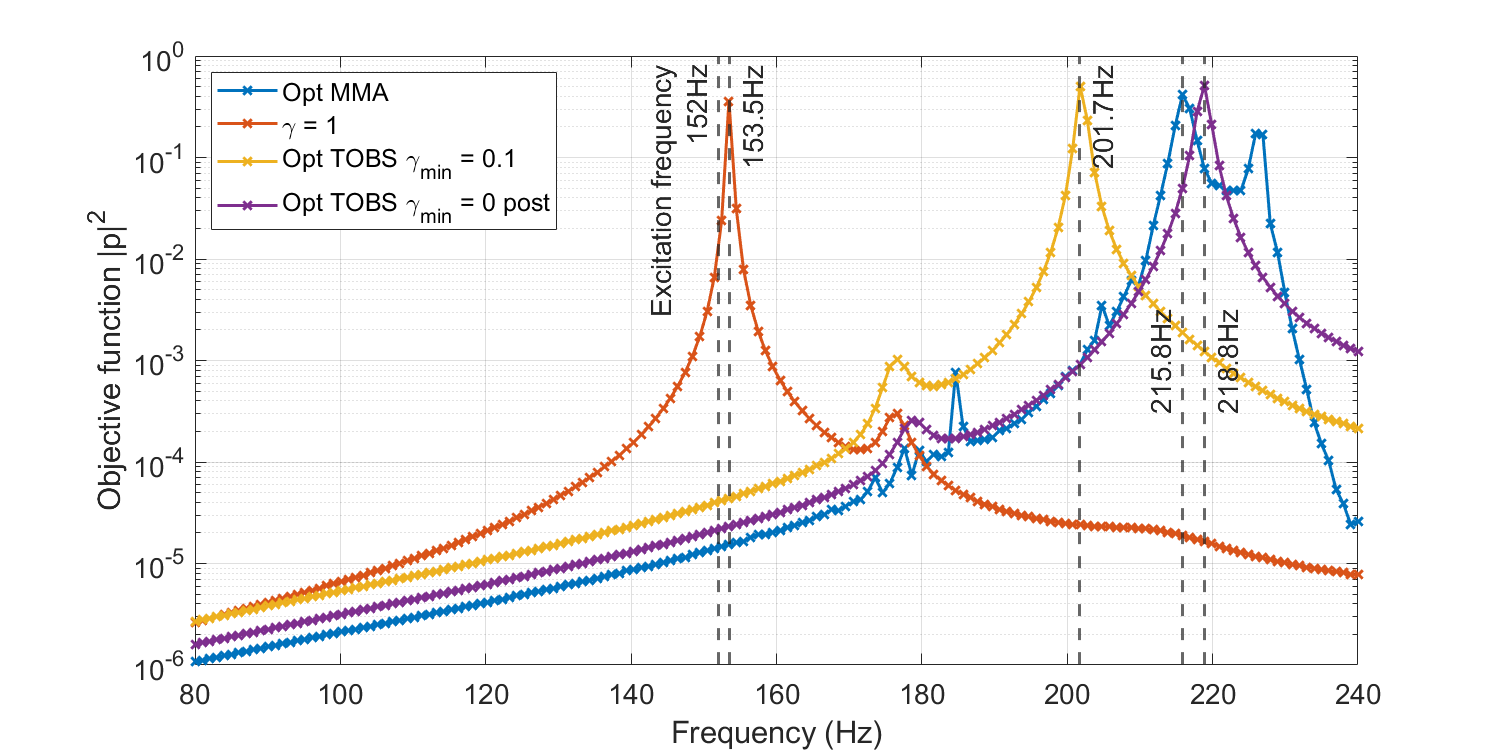 Opt MMA
γ = 1
Opt TOBS γmin = 0.1
Opt TOBS γmin = 0 post
Excitation frequency
152Hz
153.5Hz
201.7Hz
215.8Hz
218.8Hz
Objective function |p|²
10⁰
10⁻¹
10⁻²
10⁻³
10⁻⁴
10⁻⁵
10⁻⁶
80 100 120 140 160 180 200 220 240
Frequency (Hz)